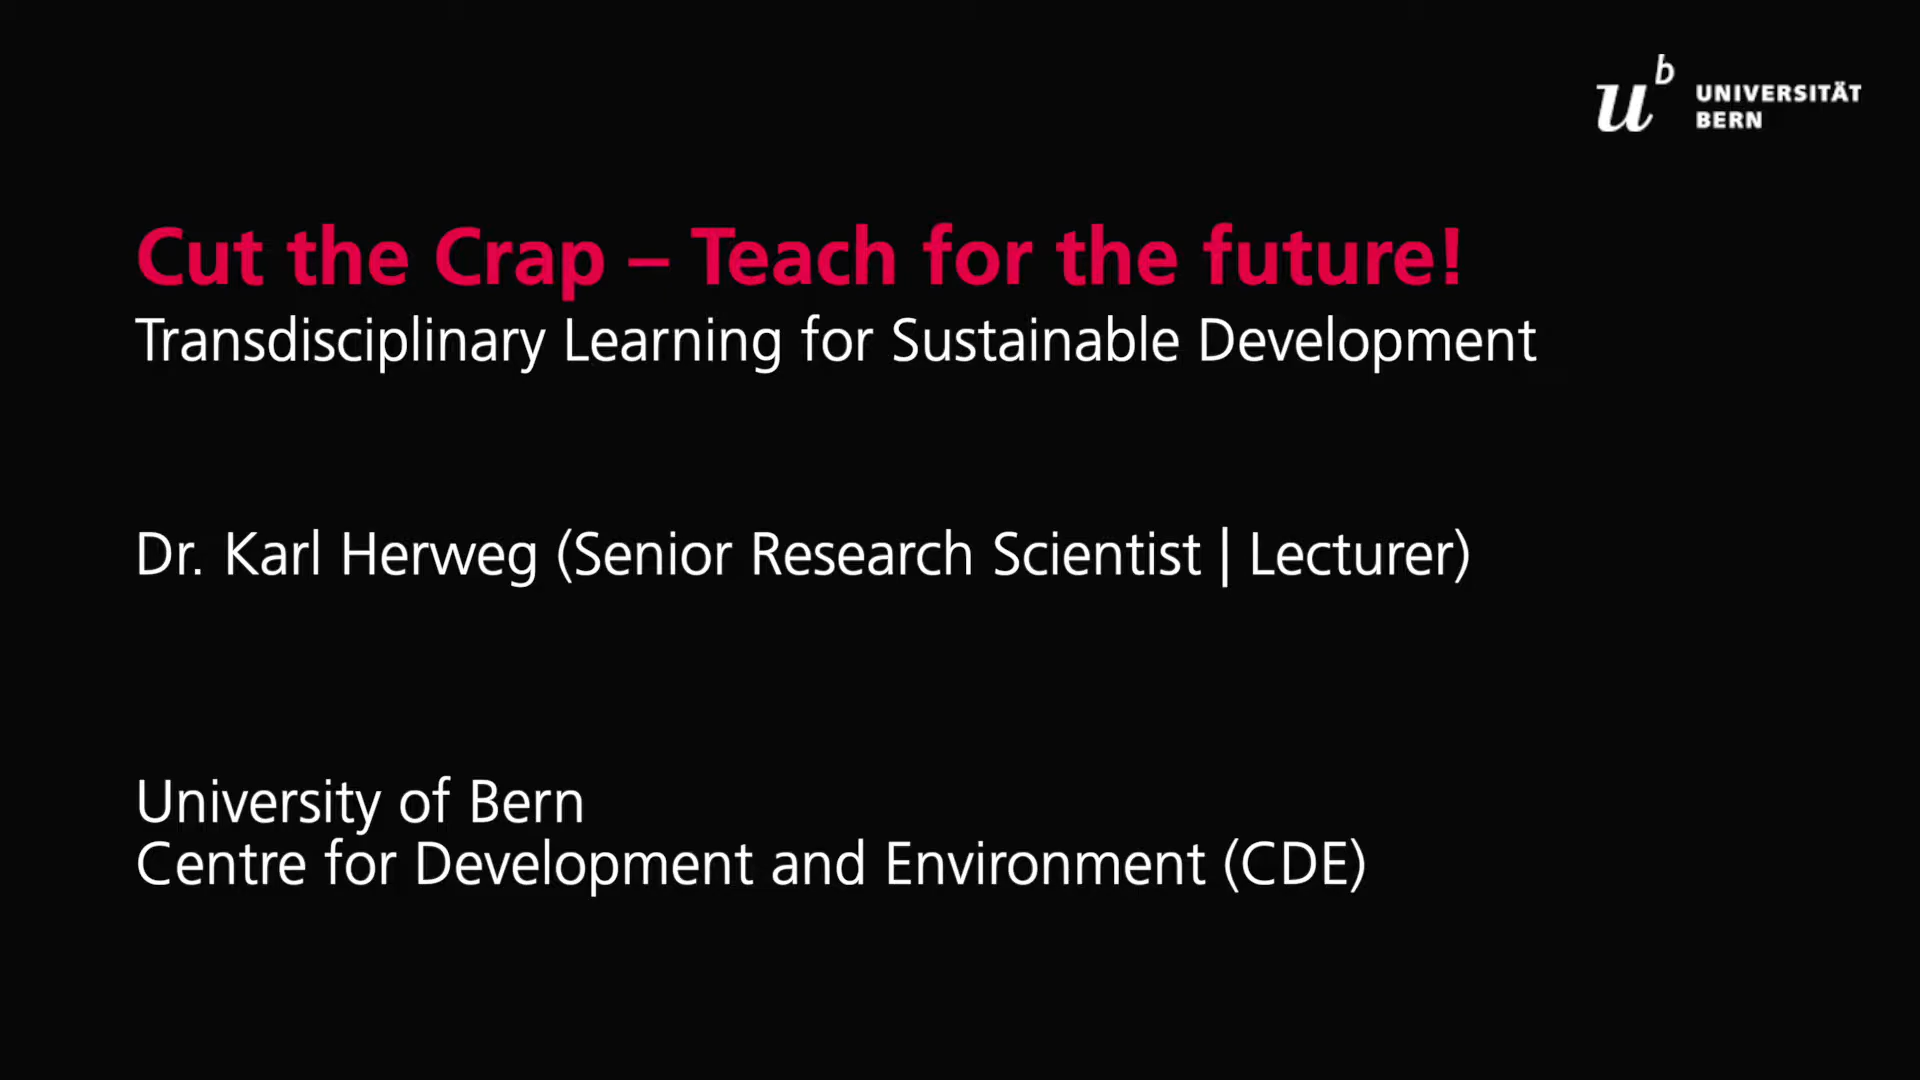 u^b UNIVERSITÄT
BERN
Cut the Crap – Teach for the future!
Transdisciplinary Learning for Sustainable Development
Dr. Karl Herweg (Senior Research Scientist | Lecturer)
University of Bern
Centre for Development and Environment (CDE)